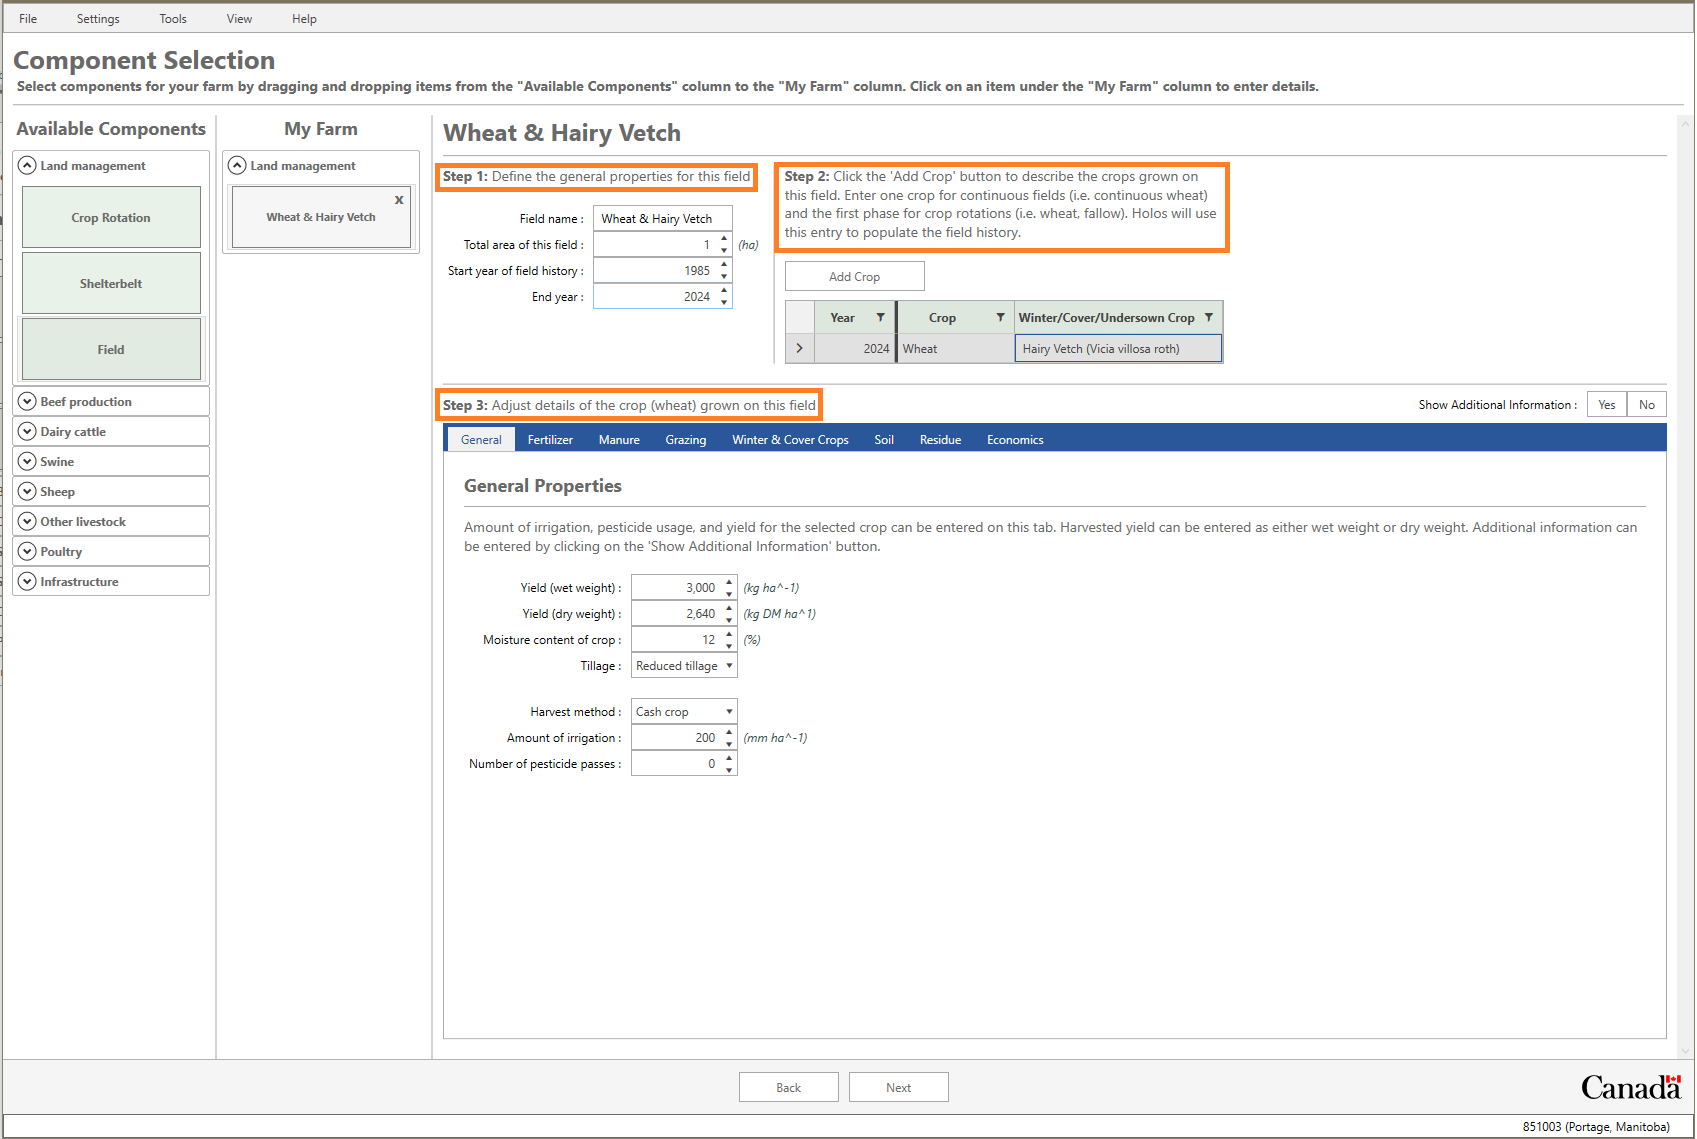 File Settings Tools View Help
Component Selection
Select components for your farm by dragging and dropping items from the "Available Components" column to the "My Farm" column. Click on an item under the "My Farm" column to enter details.
Available Components
Land management
Crop Rotation
Shelterbelt
Field
Beef production
Dairy cattle
Swine
Sheep
Other livestock
Poultry
Infrastructure
My Farm
Land management
x
Wheat & Hairy Vetch
Wheat & Hairy Vetch
Step 1: Define the general properties for this field
Field name : Wheat & Hairy Vetch
Total area of this field : 1 (ha)
Start year of field history : 1985
End year : 2024
Step 2: Click the 'Add Crop' button to describe the crops grown on
this field. Enter one crop for continuous fields (i.e. continuous wheat)
and the first phase for crop rotations (i.e. wheat, fallow). Holos will use
this entry to populate the field history.
Add Crop
Year Crop Winter/Cover/Undersown Crop
2024 Wheat Hairy Vetch (Vicia villosa roth)
Step 3: Adjust details of the crop (wheat) grown on this field
Show Additional Information : Yes No
General Fertilizer Manure Grazing Winter & Cover Crops Soil Residue Economics
General Properties
Amount of irrigation, pesticide usage, and yield for the selected crop can be entered on this tab. Harvested yield can be entered as either wet weight or dry weight. Additional information can
be entered by clicking on the 'Show Additional Information' button.
Yield (wet weight) : 3,000 (kg ha^-1)
Yield (dry weight) : 2,640 (kg DM ha^1)
Moisture content of crop : 12 (%)
Tillage : Reduced tillage
Harvest method : Cash crop
Amount of irrigation : 200 (mm ha^-1)
Number of pesticide passes : 0
Back Next
Canada
851003 (Portage, Manitoba)